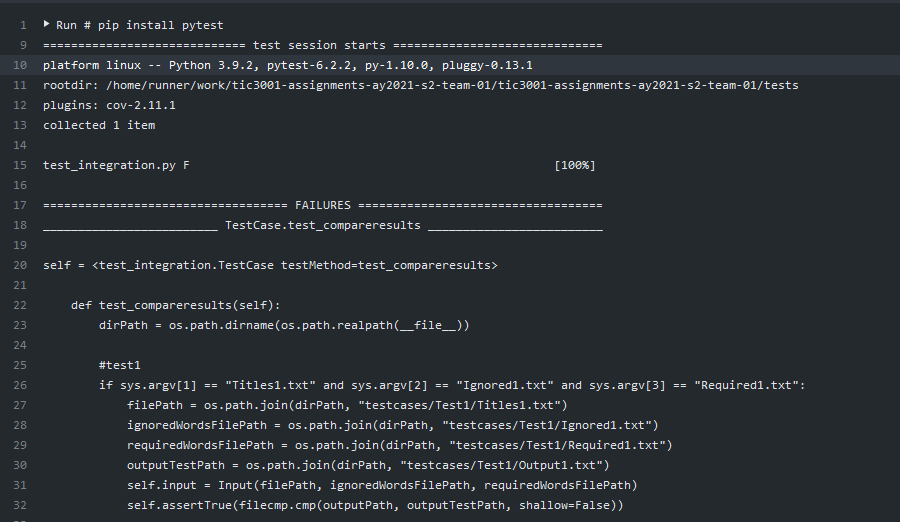 1 Run # pip install pytest
9 ============================= test session starts ==============================
10 platform linux -- Python 3.9.2, pytest-6.2.2, py-1.10.0, pluggy-0.13.1
11 rootdir: /home/runner/work/tic3001-assignments-ay2021-s2-team-01/tic3001-assignments-ay2021-s2-team-01/tests
12 plugins: cov-2.11.1
13 collected 1 item
14
15 test_integration.py F [100%]
16
17 =================================== FAILURES ===================================
18 _________________________ TestCase.test_compareresults _________________________
19
20 self = <test_integration.TestCase testMethod=test_compareresults>
21
22 def test_compareresults(self):
23 dirPath = os.path.dirname(os.path.realpath(__file__))
24
25 #test1
26 if sys.argv[1] == "Titles1.txt" and sys.argv[2] == "Ignored1.txt" and sys.argv[3] == "Required1.txt":
27 filePath = os.path.join(dirPath, "testcases/Test1/Titles1.txt")
28 ignoredWordsFilePath = os.path.join(dirPath, "testcases/Test1/Ignored1.txt")
29 requiredWordsFilePath = os.path.join(dirPath, "testcases/Test1/Required1.txt")
30 outputTestPath = os.path.join(dirPath, "testcases/Test1/Output1.txt")
31 self.input = Input(filePath, ignoredWordsFilePath, requiredWordsFilePath)
32 self.assertTrue(filecmp.cmp(outputPath, outputTestPath, shallow=False))